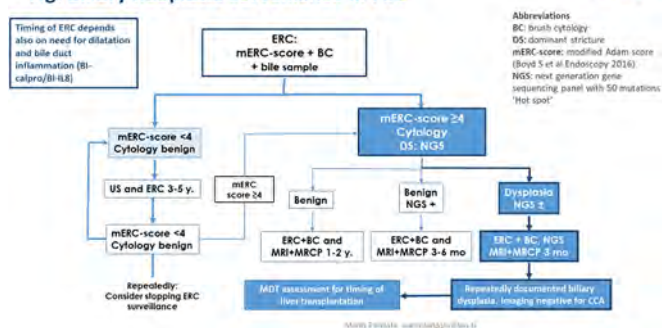 Timing of ERC depends
also on need for dilatation
and bile duct
inflammation (BI-
calpro/BI-IL8)
ERC:
mERC-score + BC
+ bile sample
Abbreviations
BC: brush cytology
DS: dominant stricture
mERC-score: modified Adam score
(Boyd S et al Endoscopy 2016)
NGS: next generation gene
sequencing panel with 50 mutations
'Hot spot'
mERC-score <4
Cytology benign
mERC-score ≥4
Cytology
DS: NGS
US and ERC 3-5 y.
mERC
score ≥4
Benign
Benign
NGS +
Dysplasia
NGS ±
mERC-score <4
Cytology benign
ERC+BC and
MRI+MRCP 1-2 y.
ERC+BC and
MRI+MRCP 3-6 mo
ERC + BC, NGS
MRI+MRCP 3 mo
Repeatedly:
Consider stopping ERC
surveillance
MDT assessment for timing of
liver transplantation
Repeatedly documented biliary
dysplasia. Imaging negative for CCA